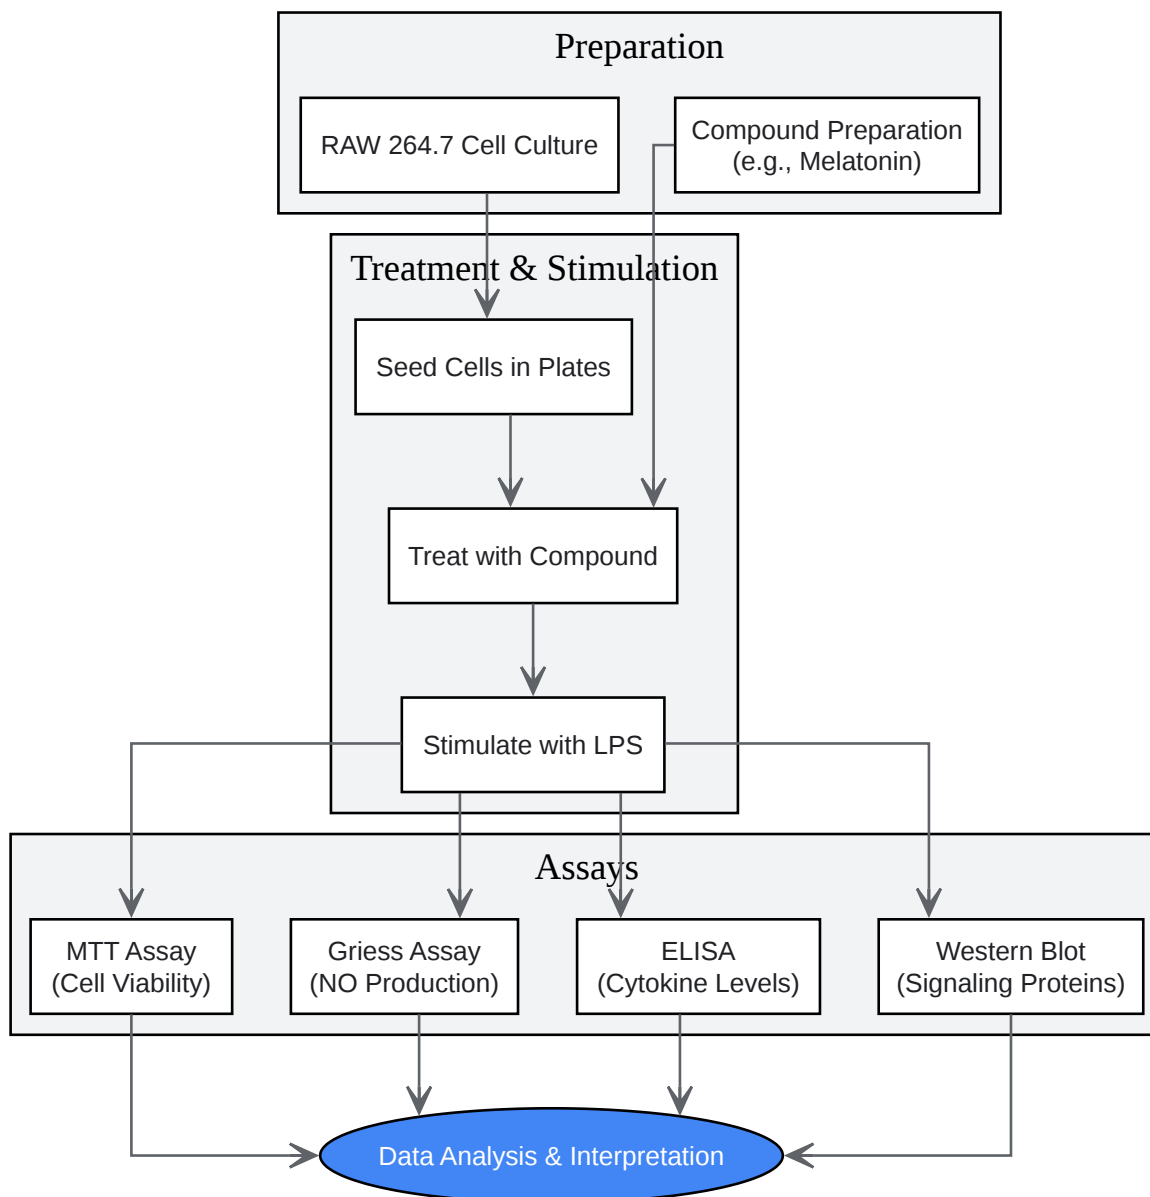 Preparation
RAW 264.7 Cell Culture
Compound Preparation
(e.g., Melatonin)
Treatment & Stimulation
Seed Cells in Plates
Treat with Compound
Stimulate with LPS
Assays
MTT Assay
(Cell Viability)
Griess Assay
(NO Production)
ELISA
(Cytokine Levels)
Western Blot
(Signaling Proteins)
Data Analysis & Interpretation